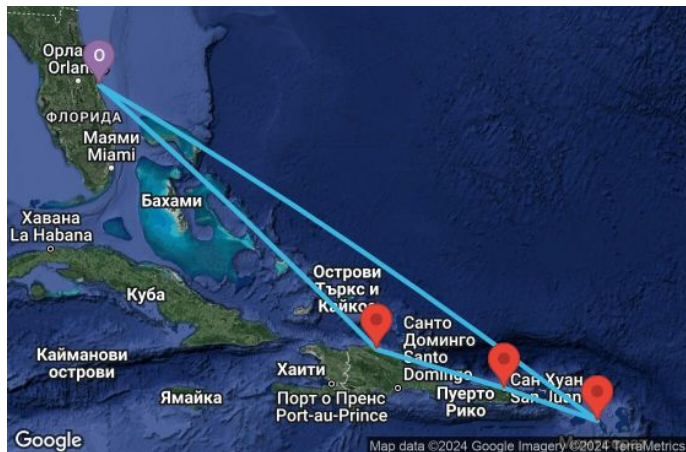 Орла
Orlan
O
ФЛОРИДА
Маями
Miami
Бахами
Хавана
La Habana
Куба
Острови
Търкс и
Кайкос
Кайманови
острови
Ямайка
Хаити
Порт о Пренс
Port-au-Prince
Санто
Доминго
Santo
Domingo
Пуерто
Рико
Сан Хуан
San Juan
Google
Map data ©2024 Google Imagery ©2024 TerraMetrics